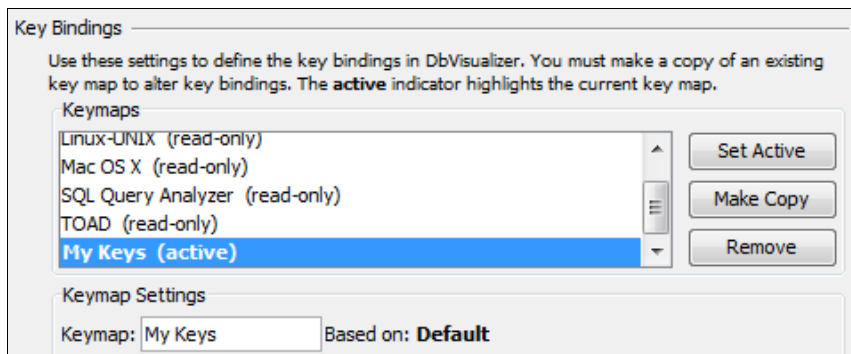 Key Bindings
Use these settings to define the key bindings in DbVisualizer. You must make a copy of an existing
key map to alter key bindings. The active indicator highlights the current key map.
Keymaps
Linux-UNIX (read-only)
Mac OS X (read-only)
SQL Query Analyzer (read-only)
TOAD (read-only)
My Keys (active)
Set Active
Make Copy
Remove
Keymap Settings
Keymap: My Keys Based on: Default